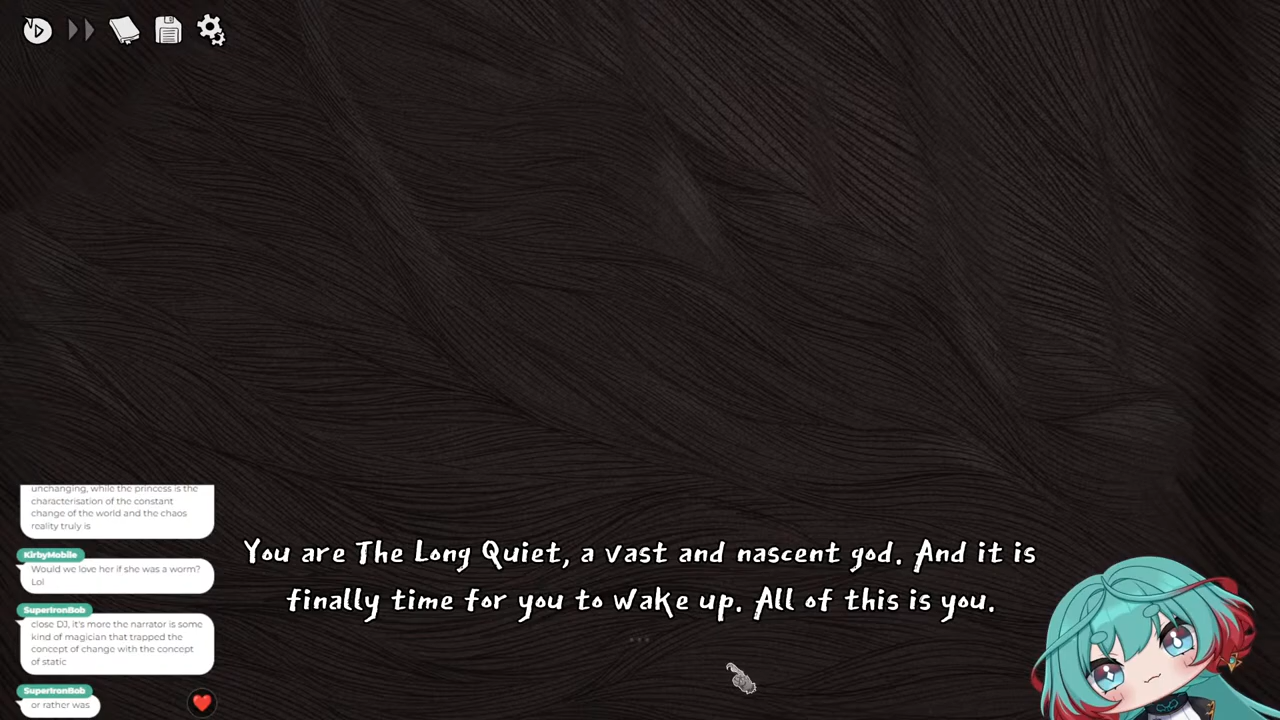 unchanging, while the princess is the
characterisation of the constant
change of the world and the chaos
reality truly is
KirbyMobile
Would we love her if she was a worm?
Lol
SuperIronBob
close DJ, it's more the narrator is some
kind of magician that trapped the
concept of change with the concept
of static
SuperIronBob
or rather was
You are The Long Quiet, a vast and nascent god. And it is
finally time for you to wake up. All of this is you.
...